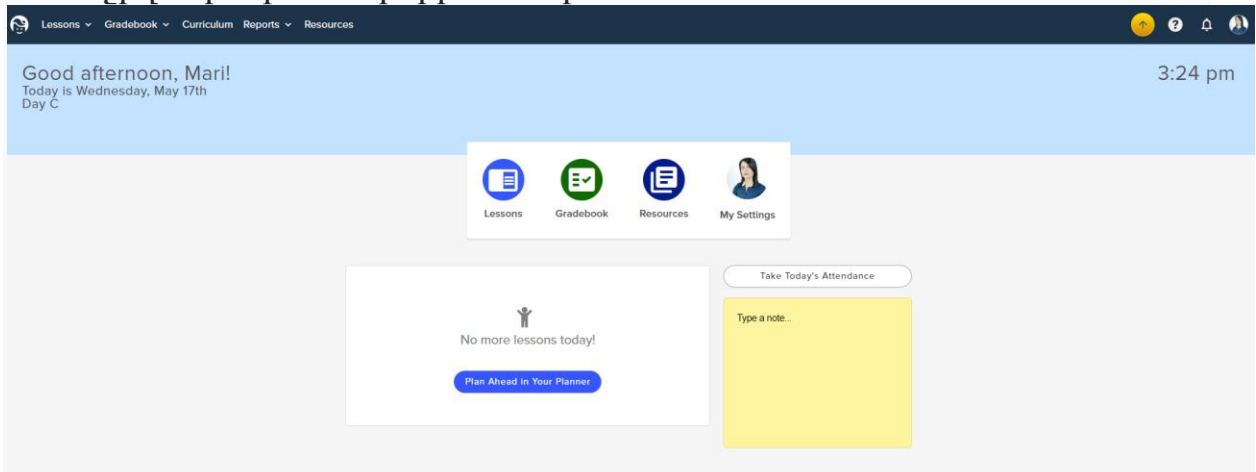 Lessons Gradebook Curriculum Reports Resources
Good afternoon, Mari!
3:24 pm
Today is Wednesday, May 17th
Day C
Lessons Gradebook Resources My Settings
Take Today's Attendance
Type a note...
No more lessons today!
Plan Ahead in Your Planner